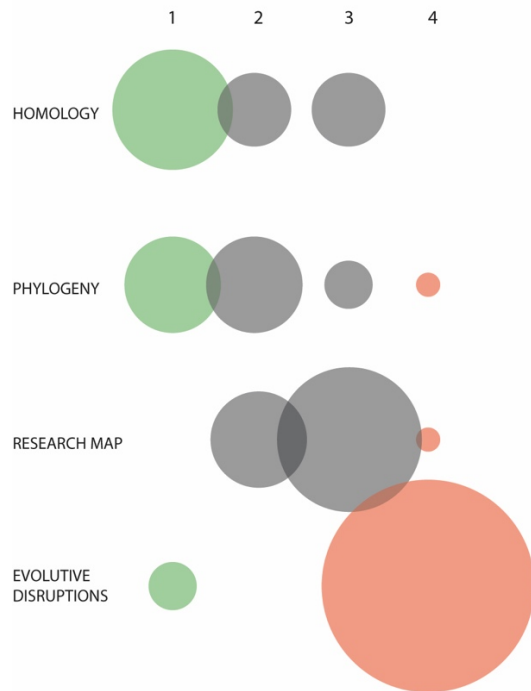 1 2 3 4
HOMOLOGY
PHYLOGENY
RESEARCH MAP
EVOLUTIVE
DISRUPTIONS